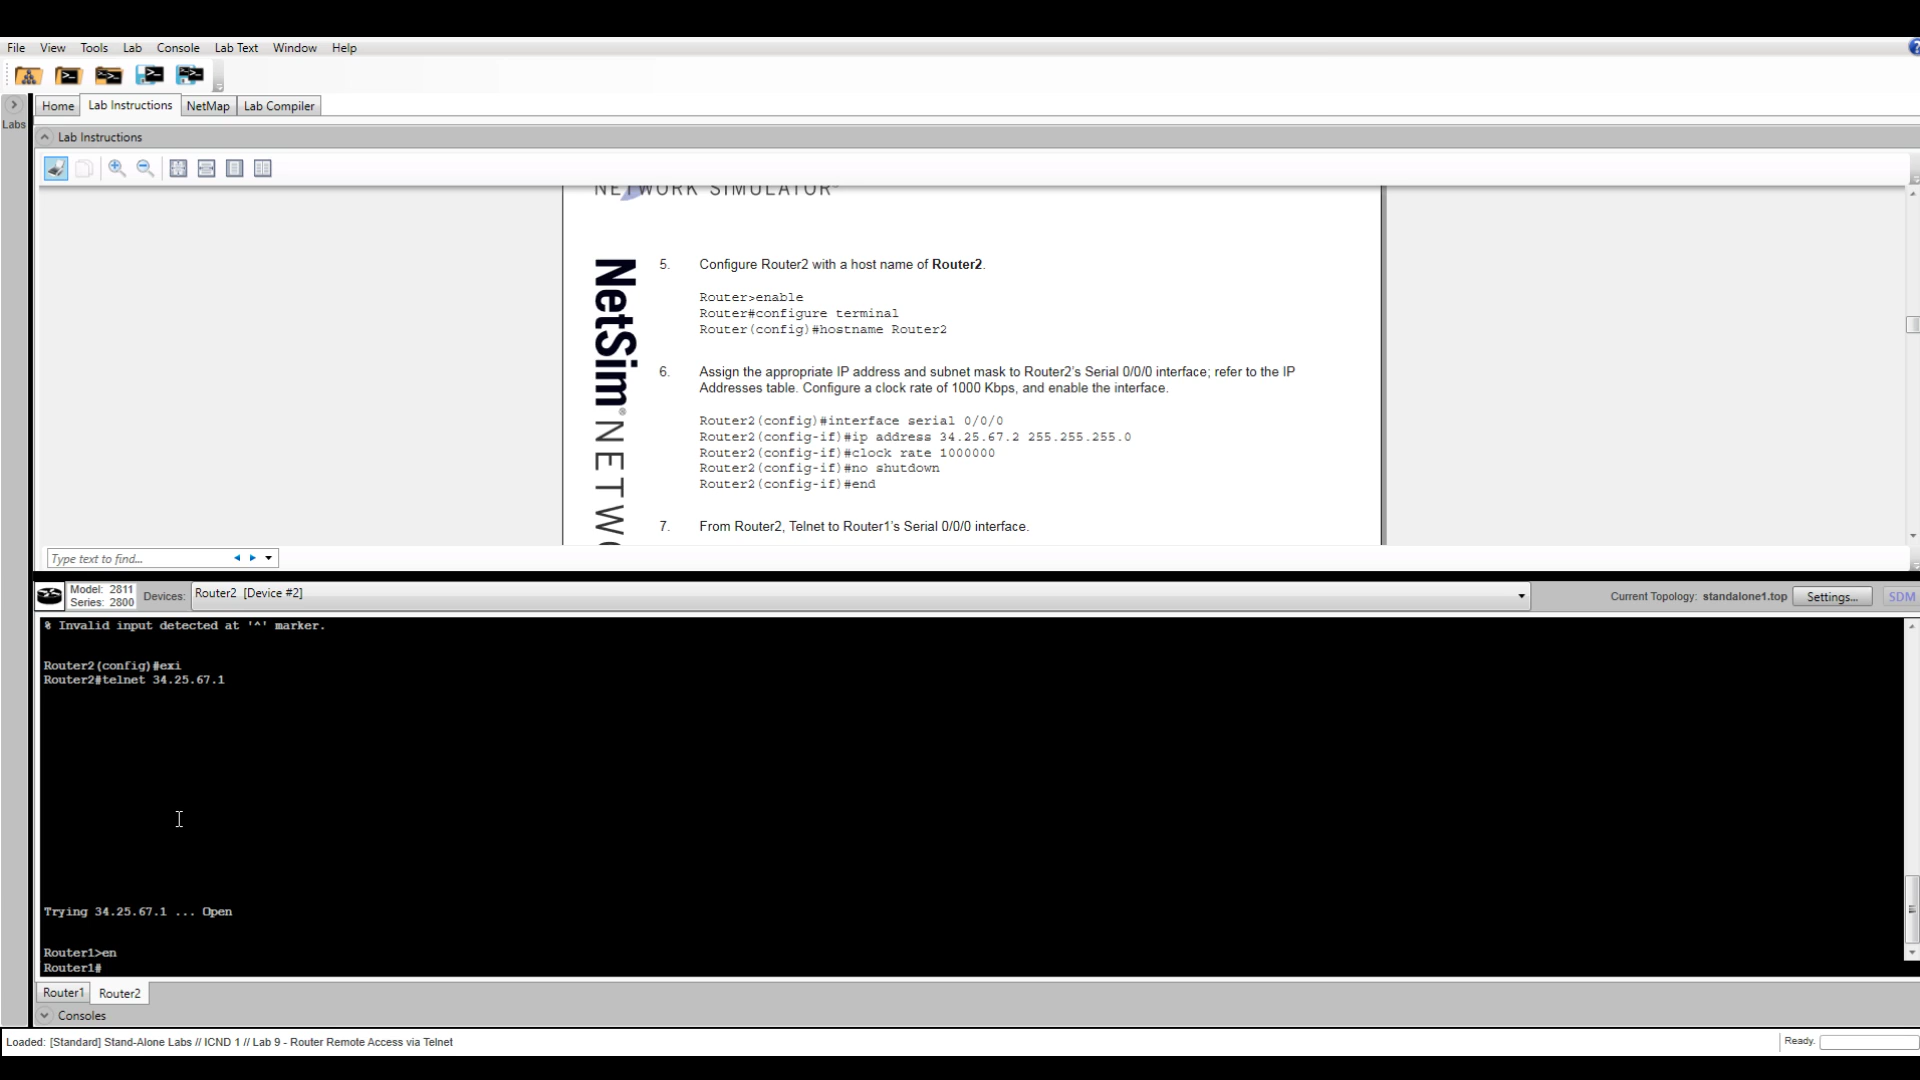 File View Tools Lab Console Lab Text Window Help
Labs
Home Lab Instructions NetMap Lab Compiler
Lab Instructions
NETWORK SIMULATOR®
NetSim® NETW
5. Configure Router2 with a host name of Router2.
Router>enable
Router#configure terminal
Router(config)#hostname Router2
6. Assign the appropriate IP address and subnet mask to Router2's Serial 0/0/0 interface; refer to the IP
Addresses table. Configure a clock rate of 1000 Kbps, and enable the interface.
Router2(config)#interface serial 0/0/0
Router2(config-if)#ip address 34.25.67.2 255.255.255.0
Router2(config-if)#clock rate 1000000
Router2(config-if)#no shutdown
Router2(config-if)#end
7. From Router2, Telnet to Router1's Serial 0/0/0 interface.
Type text to find...
Model: 2811
Series: 2800
Devices: Router2 [Device #2]
Current Topology: standalone1.top Settings... SDM
% Invalid input detected at '^' marker.
Router2(config)#exi
Router2#telnet 34.25.67.1
Trying 34.25.67.1 ... Open
Router1>en
Router1#
Router1 Router2
Consoles
Loaded: [Standard] Stand-Alone Labs // ICND 1 // Lab 9 - Router Remote Access via Telnet
Ready.